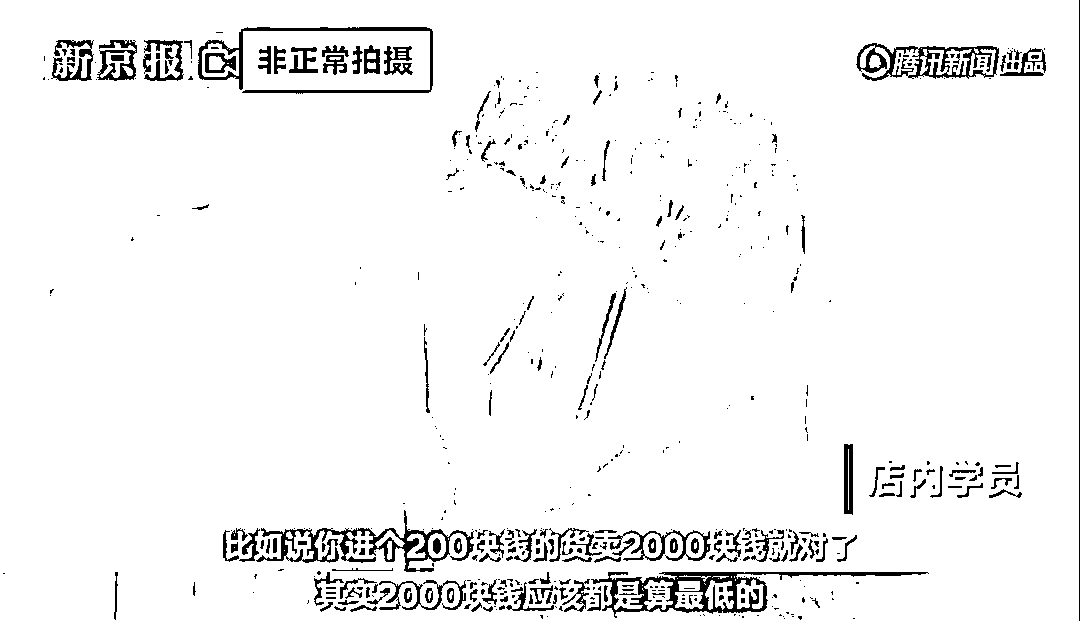 新京报 非正常拍摄
腾讯新闻 出品
店内学员
比如说你进个200块钱的货卖2000块钱就对了
其实2000块钱应该都是算最低的